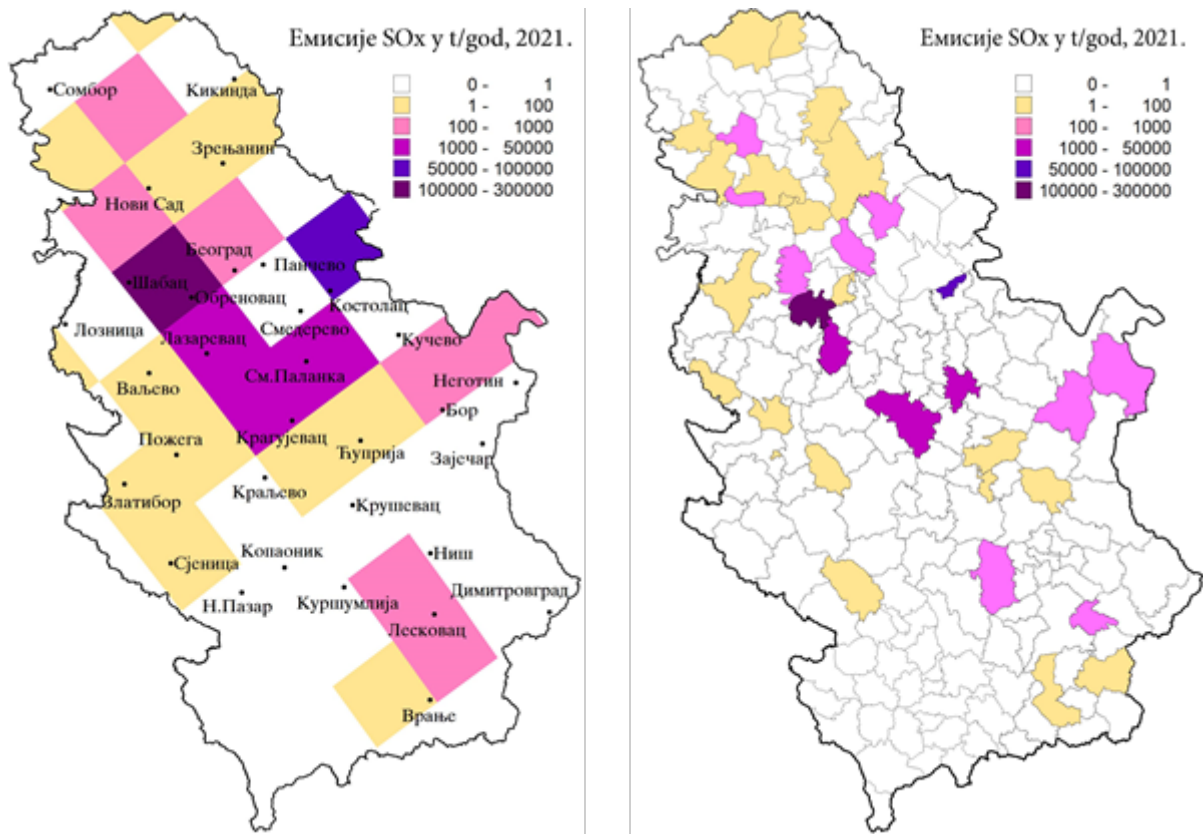 Емисије SOx у t/god, 2021.
0 - 1
1 - 100
100 - 1000
1000 - 50000
50000 - 100000
100000 - 300000
Сомбор
Кикинда
Зрењанин
Нови Сад
Београд
Панчево
Шабац
Обреновац
Костолац
Смедерево
Лозница
Лазаревац
Кучево
См.Паланка
Ваљево
Неготин
Бор
Крагујевац
Пожега
Ћуприја
Зајечар
Краљево
Златибор
Крушевац
Копаоник
Ниш
Сјеница
Димитровград
Н.Пазар
Куршумлија
Лесковац
Врање
Емисије SOx у t/god, 2021.
0 - 1
1 - 100
100 - 1000
1000 - 50000
50000 - 100000
100000 - 300000